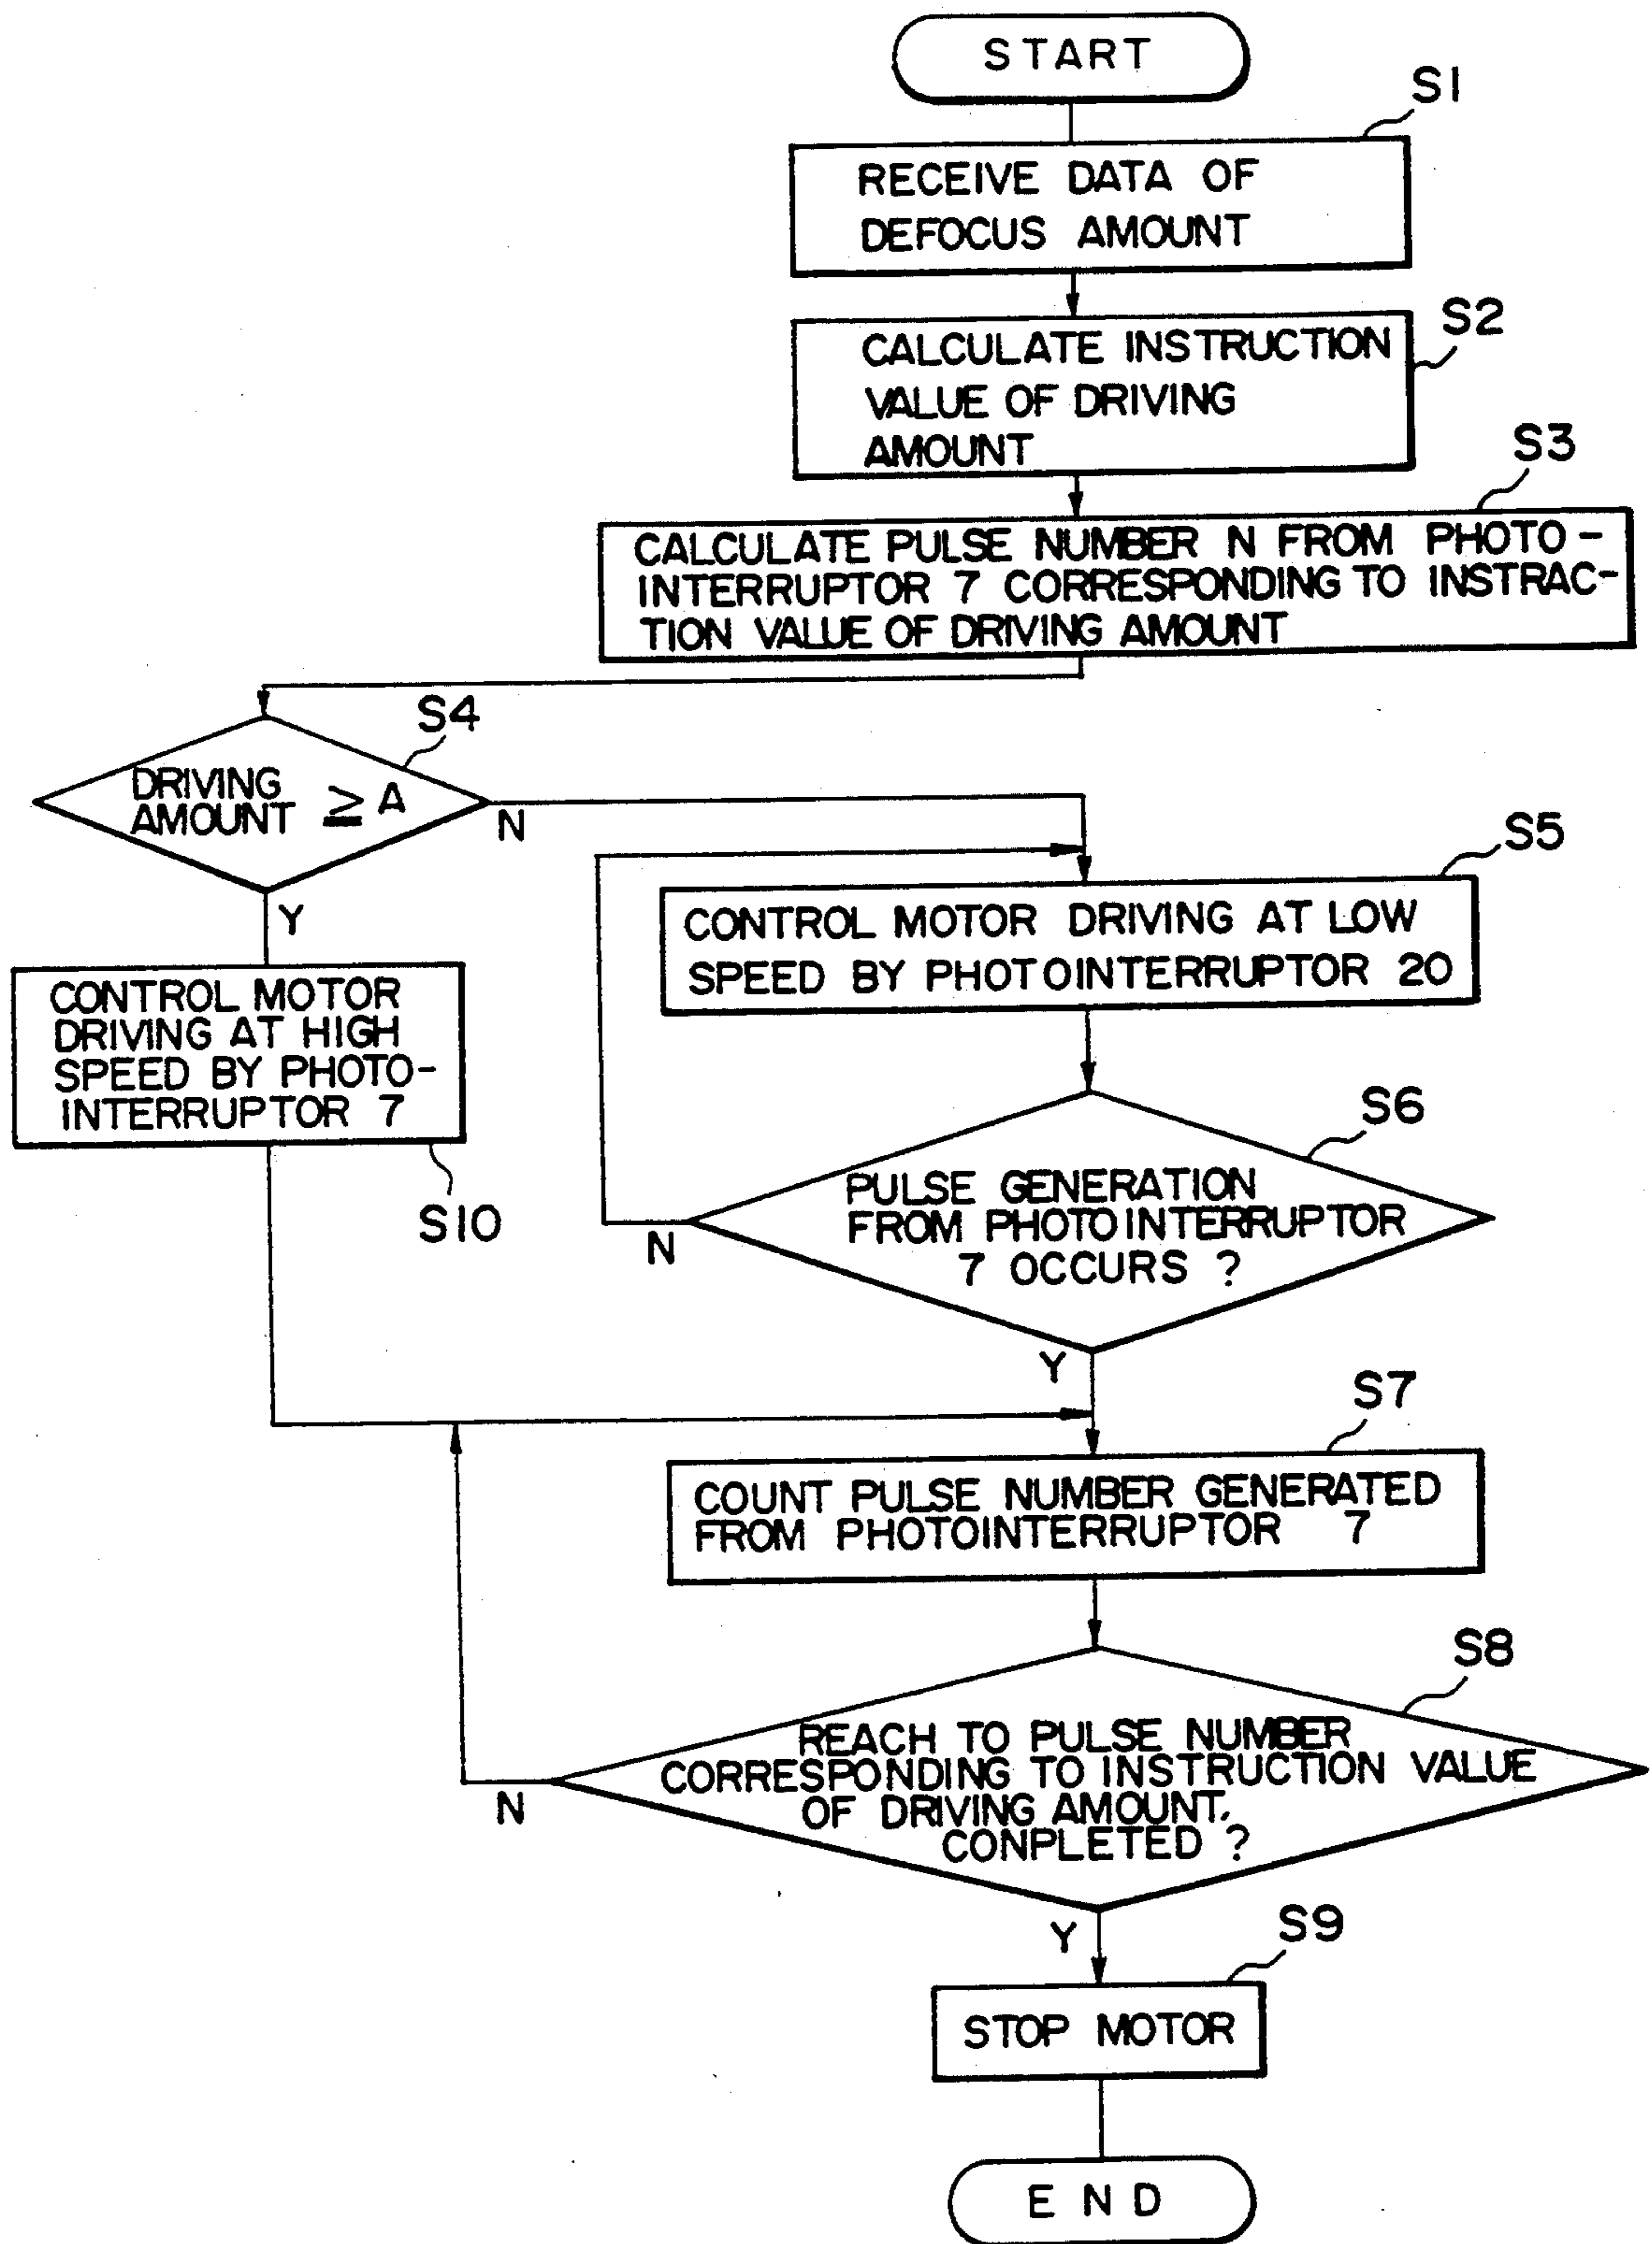 START
S1
RECEIVE DATA OF
DEFOCUS AMOUNT
S2
CALCULATE INSTRUCTION
VALUE OF DRIVING
AMOUNT
S3
CALCULATE PULSE NUMBER N FROM PHOTO-
INTERRUPTOR 7 CORRESPONDING TO INSTRAC-
TION VALUE OF DRIVING AMOUNT
S4
DRIVING
AMOUNT ≧ A
N
Y
S5
CONTROL MOTOR DRIVING AT LOW
SPEED BY PHOTOINTERRUPTOR 20
CONTROL MOTOR
DRIVING AT HIGH
SPEED BY PHOTO-
INTERRUPTOR 7
S10
S6
PULSE GENERATION
FROM PHOTOINTERRUPTOR
7 OCCURS ?
N
Y
S7
COUNT PULSE NUMBER GENERATED
FROM PHOTOINTERRUPTOR 7
S8
REACH TO PULSE NUMBER
CORRESPONDING TO INSTRUCTION VALUE
OF DRIVING AMOUNT,
CONPLETED ?
N
Y
S9
STOP MOTOR
END